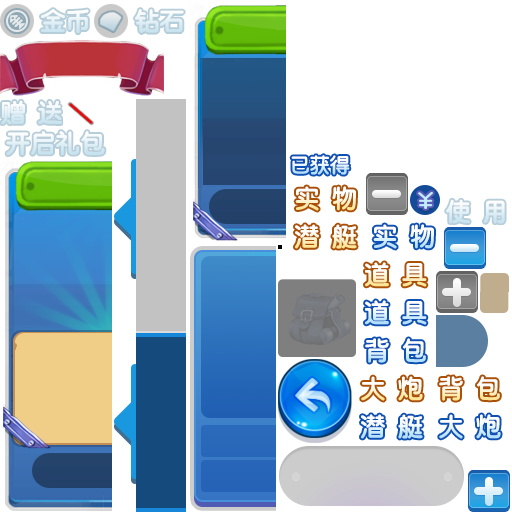 金币 钻石
赠 送
开启礼包
已获得
实 物
¥
使 用
潜 艇 实 物
道 具
道 具
背 包
大 炮 背 包
潜 艇 大 炮